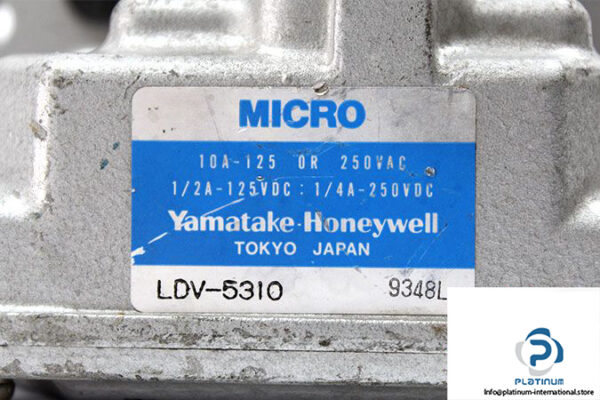 MICRO
10A-125 OR 250VAC
1/2A-125VDC : 1/4A-250VDC
Yamatake-Honeywell
TOKYO JAPAN
LDV-5310 9348L
PLATINUM
Info@platinum-international.store